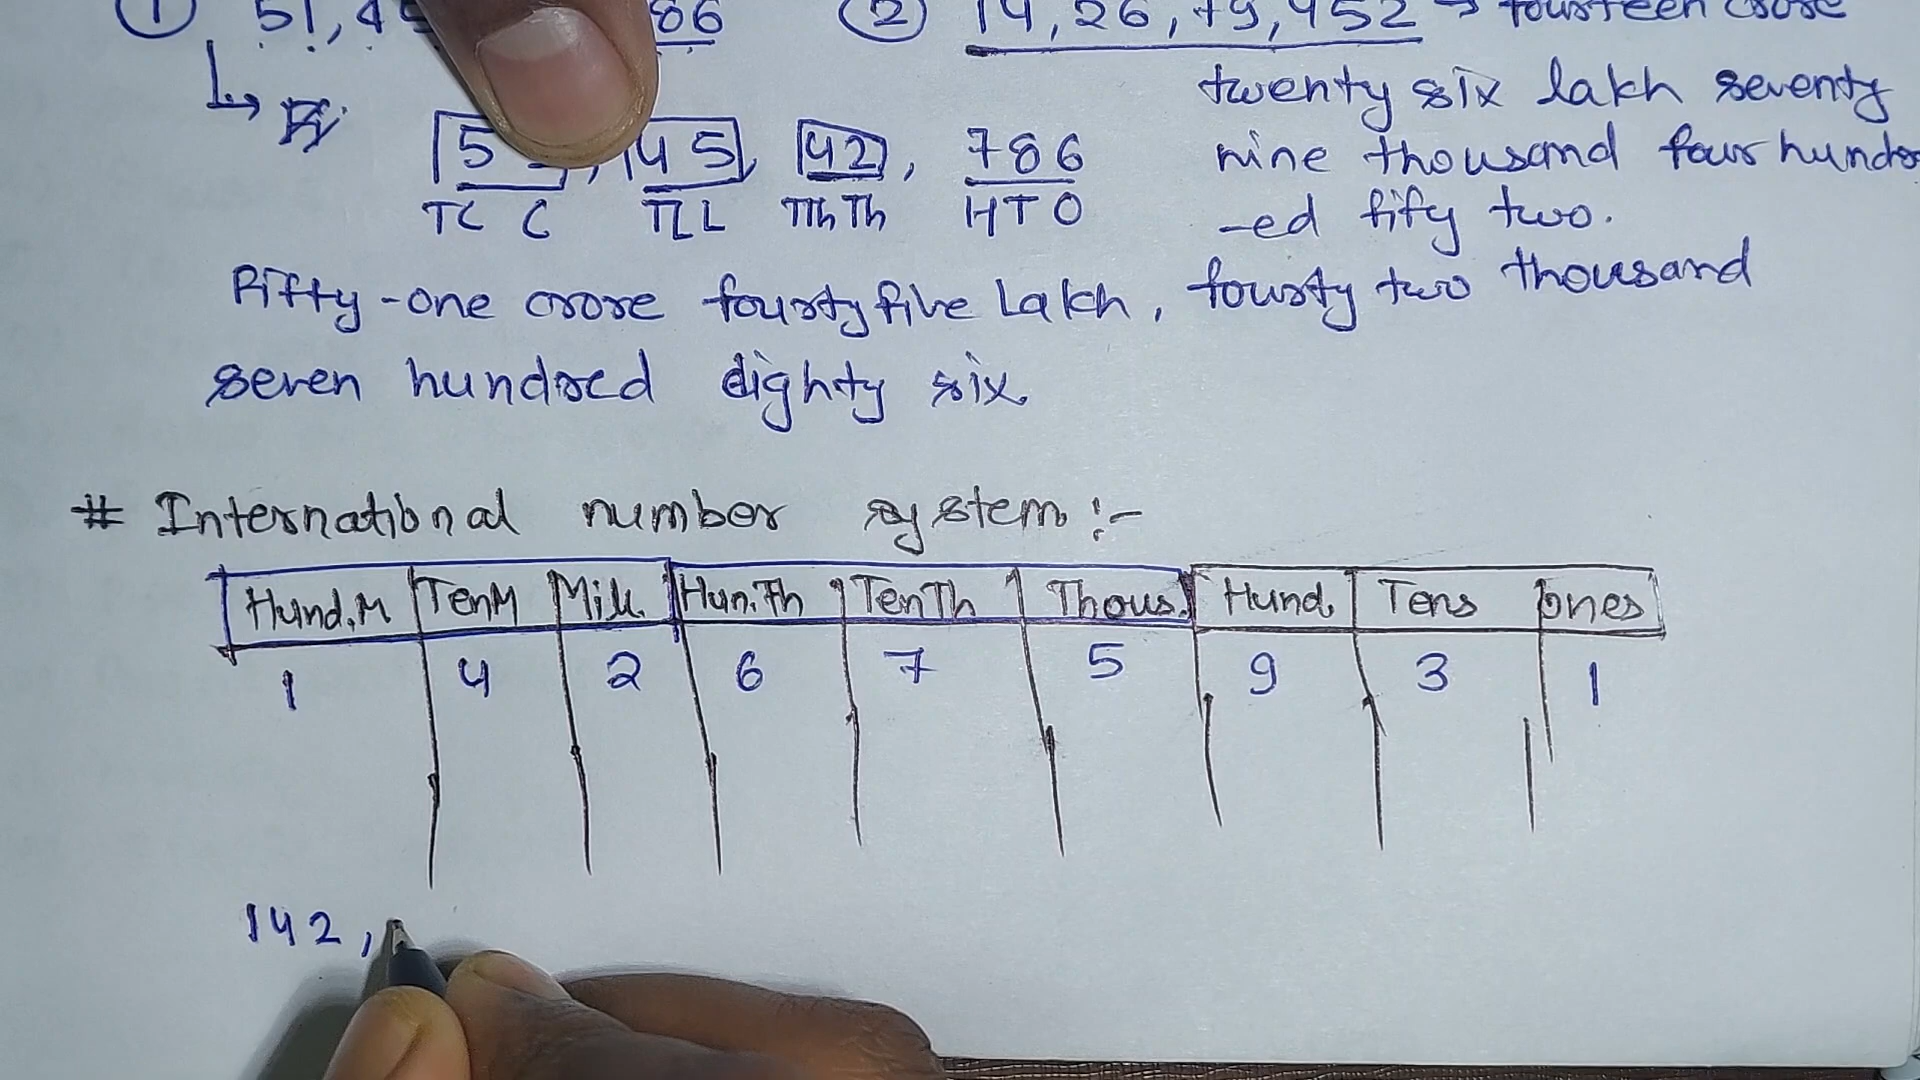 ① 51,45 86 ② 14,26,79,452 → fourteen crore
twenty six lakh seventy
nine thousand four hundr
-ed fify two.
5 , 45, 42, 786
TC C TL L TTh Th H T O
Fifty-one crore fourty five Lakh, fourty two thousand
seven hundred eighty six.
# International number system :-
Hund.M TenM Mill. Hun.Th TenTh Thous. Hund. Tens ones
1 4 2 6 7 5 9 3 1
142,